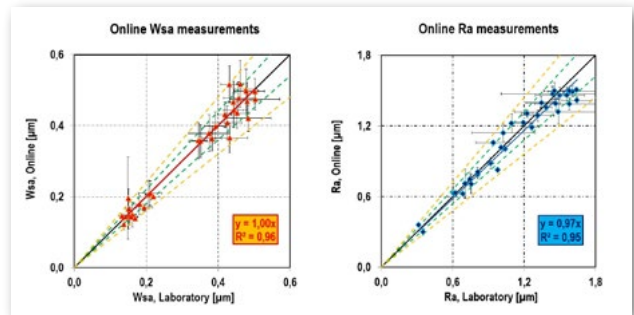 Online Wsa measurements
Wsa, Online [µm]
0,6
0,4
0,2
0,0
y = 1,00x
R² = 0,96
0,0 0,2 0,4 0,6
Wsa, Laboratory [µm]
Online Ra measurements
Ra, Online [µm]
1,8
1,2
0,6
0,0
y = 0,97x
R² = 0,95
0,0 0,6 1,2 1,8
Ra, Laboratory [µm]